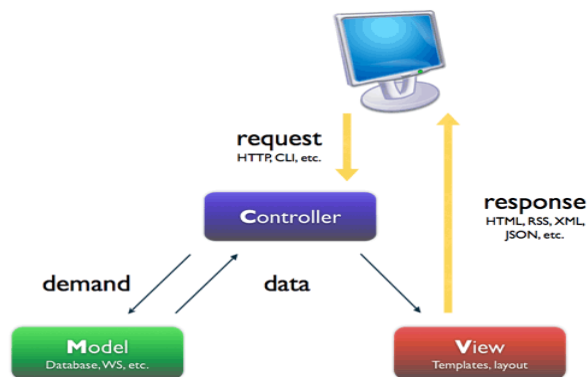 request
HTTP, CLI, etc.
response
HTML, RSS, XML,
JSON, etc.
Controller
demand
data
Model
Database, WS, etc.
View
Templates, layout